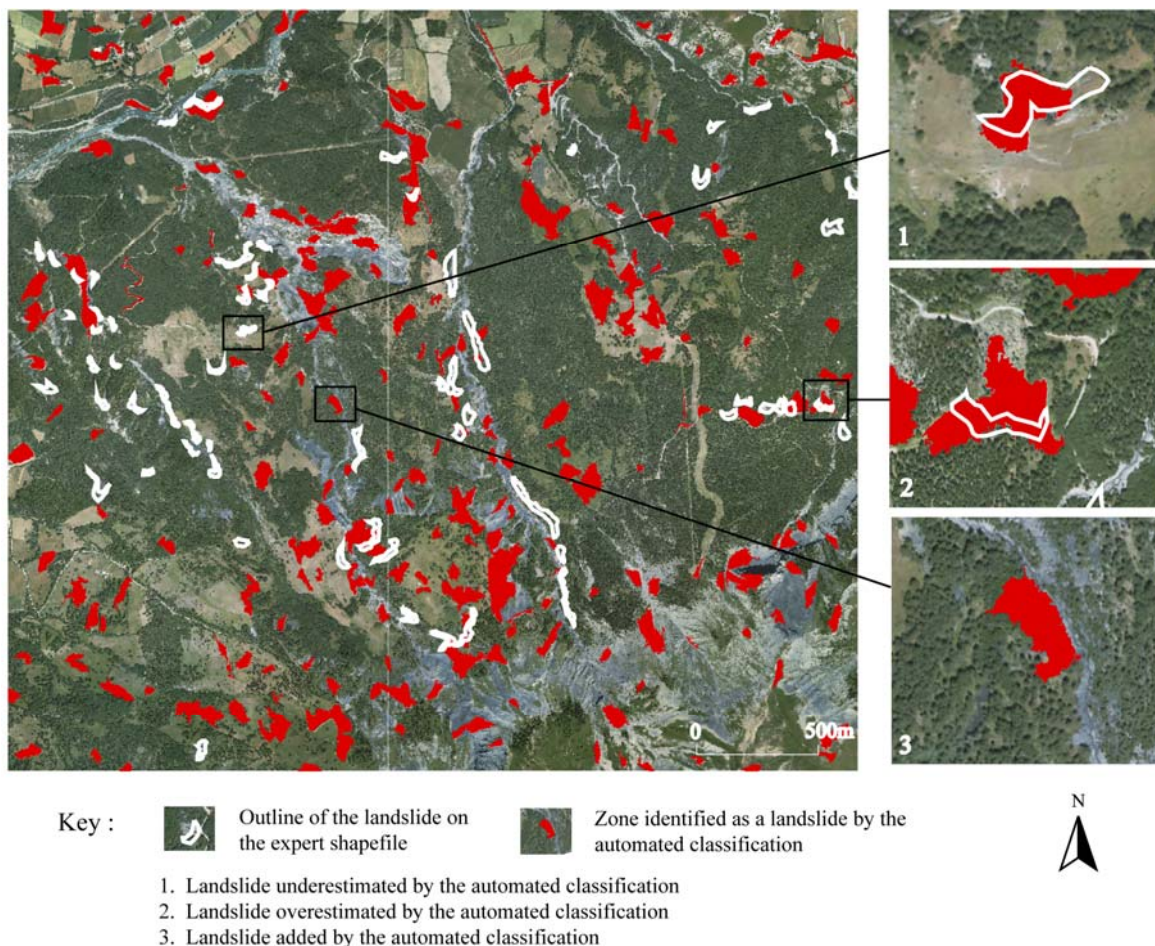 1
2
3
0 500m
Key :
Outline of the landslide on
the expert shapefile
Zone identified as a landslide by the
automated classification
N
1. Landslide underestimated by the automated classification
2. Landslide overestimated by the automated classification
3. Landslide added by the automated classification